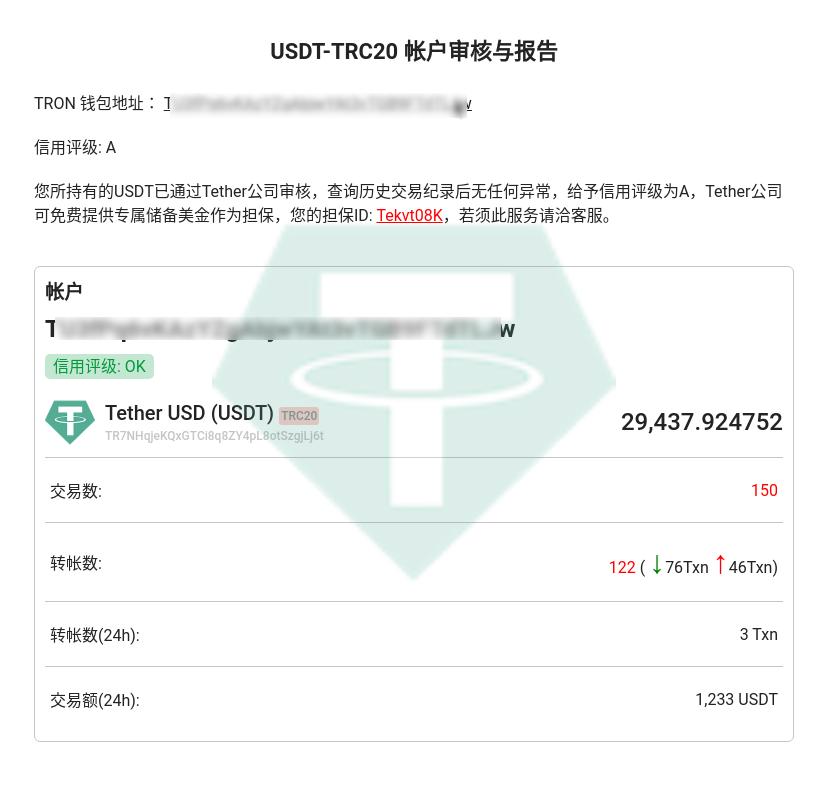 USDT-TRC20 帐户审核与报告
TRON 钱包地址：
信用评级: A
您所持有的USDT已通过Tether公司审核，查询历史交易纪录后无任何异常，给予信用评级为A，Tether公司
可免费提供专属储备美金作为担保，您的担保ID: Tekvt08K，若须此服务请洽客服。
帐户
信用评级: OK
Tether USD (USDT) TRC20
29,437.924752
TR7NHqjeKQxGTCi8q8ZY4pL8otSzgjLj6t
交易数: 150
转帐数: 122 ( ↓76Txn ↑46Txn)
转帐数(24h): 3 Txn
交易额(24h): 1,233 USDT